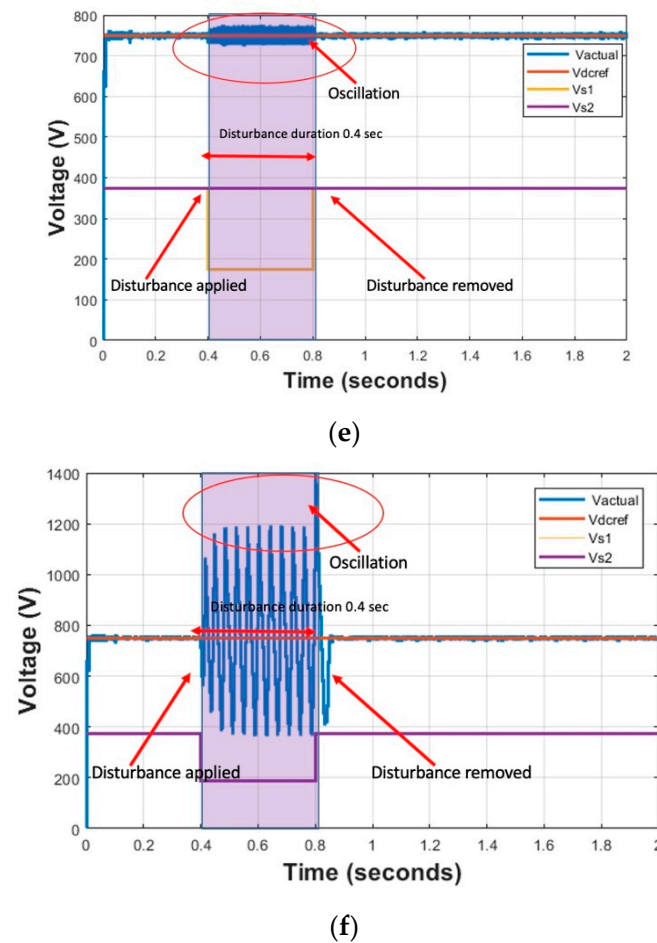 800
700
600
500
400
300
200
100
0
Voltage (V)
Vactual
Vdcref
Vs1
Vs2
Oscillation
Disturbance duration 0.4 sec
Disturbance applied
Disturbance removed
0 0.2 0.4 0.6 0.8 1 1.2 1.4 1.6 1.8 2
Time (seconds)
(e)
1400
1200
1000
800
600
400
200
0
Voltage (V)
Vactual
Vdcref
Vs1
Vs2
Oscillation
Disturbance duration 0.4 sec
Disturbance applied
Disturbance removed
0 0.2 0.4 0.6 0.8 1 1.2 1.4 1.6 1.8 2
Time (seconds)
(f)